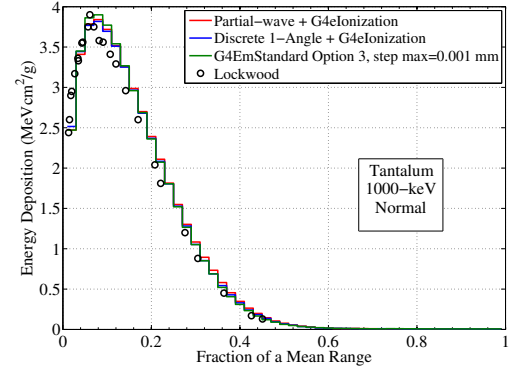 Partial-wave + G4eIonization
Discrete 1-Angle + G4eIonization
G4EmStandard Option 3, step max=0.001 mm
Lockwood
Tantalum
1000-keV
Normal
Energy Deposition (MeVcm²/g)
4
3.5
3
2.5
2
1.5
1
0.5
0
0 0.2 0.4 0.6 0.8 1
Fraction of a Mean Range